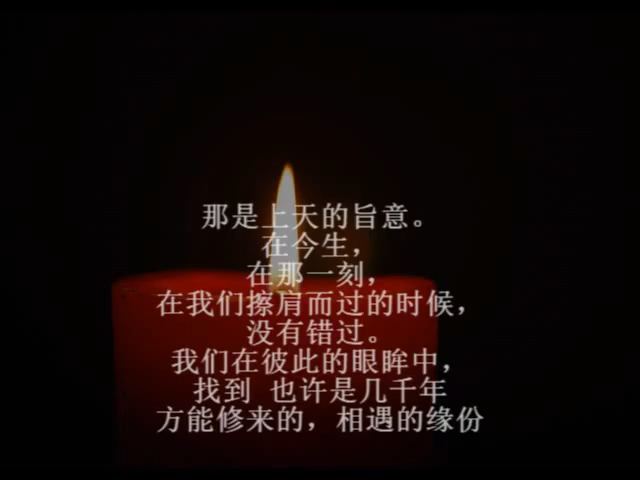 那是上天的旨意。
在今生，
在那一刻，
在我们擦肩而过的时候，
没有错过。
我们在彼此的眼眸中，
找到 也许是几千年
方能修来的，相遇的缘份